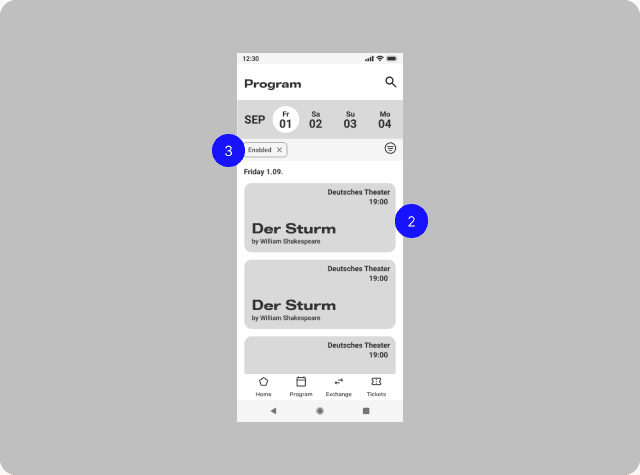 12:30
Program
SEP
Fr
01
Sa
02
Su
03
Mo
04
3
Enabled
Friday 1.09.
Deutsches Theater
19:00
2
Der Sturm
by William Shakespeare
Deutsches Theater
19:00
Der Sturm
by William Shakespeare
Deutsches Theater
19:00
Home
Program
Exchange
Tickets